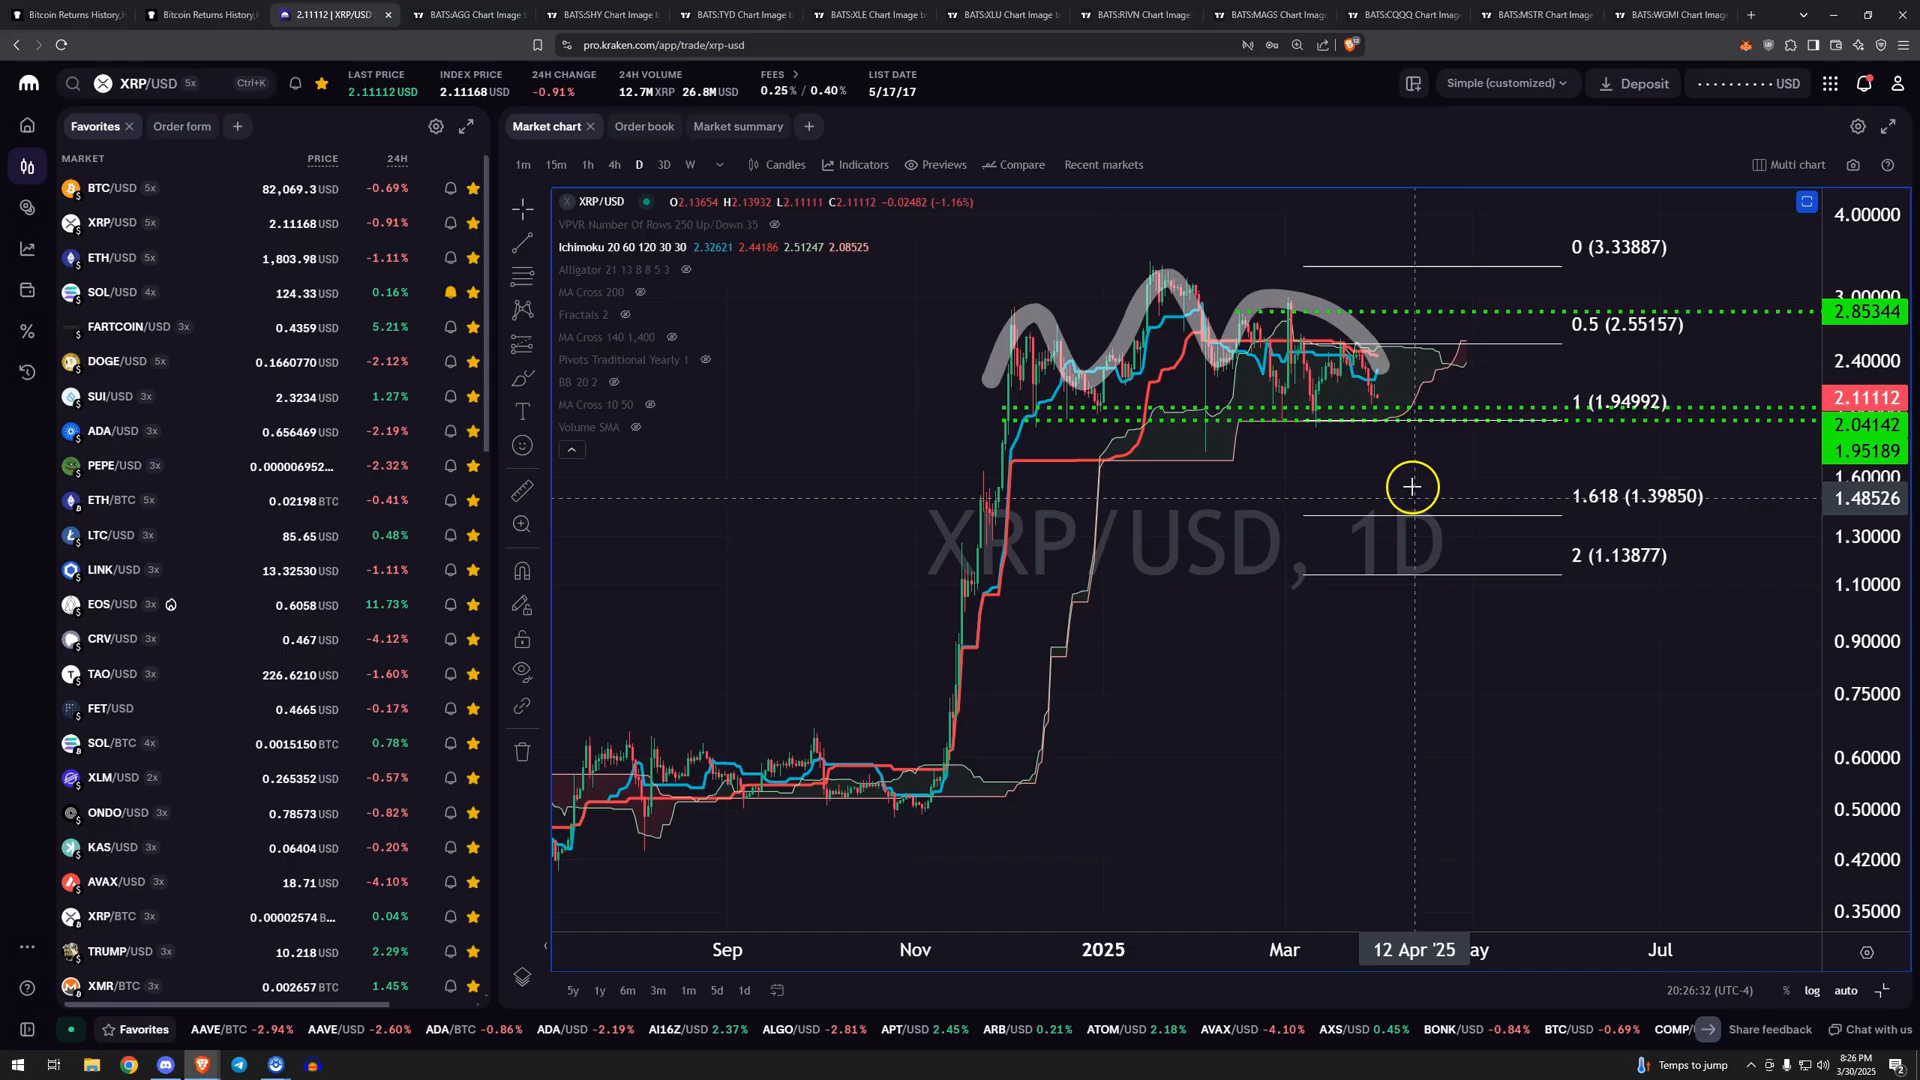 Bitcoin Returns History,
Bitcoin Returns History,
2.11112 | XRP/USD
BATS:AGG Chart Image
BATS:SHY Chart Image
BATS:TYD Chart Image
BATS:XLE Chart Image
BATS:XLU Chart Image
BATS:RIVN Chart Image
BATS:MAGS Chart Image
BATS:CQQQ Chart Image
BATS:MSTR Chart Image
BATS:WGMI Chart Image
pro.kraken.com/app/trade/xrp-usd
XRP/USD 5x Ctrl+K
LAST PRICE
2.11112 USD
INDEX PRICE
2.11168 USD
24H CHANGE
-0.91%
24H VOLUME
12.7M XRP 26.8M USD
FEES
0.25% / 0.40%
LIST DATE
5/17/17
Simple (customized)
Deposit
·········· USD
Favorites
Order form
MARKET PRICE 24H
BTC/USD 5x 82,069.3 USD -0.69%
XRP/USD 5x 2.11168 USD -0.91%
ETH/USD 5x 1,803.98 USD -1.11%
SOL/USD 4x 124.33 USD 0.16%
FARTCOIN/USD 3x 0.4359 USD 5.21%
DOGE/USD 5x 0.1660770 USD -2.12%
SUI/USD 3x 2.3234 USD 1.27%
ADA/USD 3x 0.656469 USD -2.19%
PEPE/USD 3x 0.000006952... -2.32%
ETH/BTC 5x 0.02198 BTC -0.41%
LTC/USD 3x 85.65 USD 0.48%
LINK/USD 3x 13.32530 USD -1.11%
EOS/USD 3x 0.6058 USD 11.73%
CRV/USD 3x 0.467 USD -4.12%
TAO/USD 3x 226.6210 USD -1.60%
FET/USD 0.4665 USD -0.17%
SOL/BTC 4x 0.0015150 BTC 0.78%
XLM/USD 2x 0.265352 USD -0.57%
ONDO/USD 3x 0.78573 USD -0.82%
KAS/USD 3x 0.06404 USD -0.20%
AVAX/USD 3x 18.71 USD -4.10%
XRP/BTC 3x 0.00002574 B... 0.04%
TRUMP/USD 3x 10.218 USD 2.29%
XMR/BTC 3x 0.002657 BTC 1.45%
Market chart
Order book
Market summary
1m 15m 1h 4h D 3D W Candles Indicators Previews Compare Recent markets Multi chart
XRP/USD O2.13654 H2.13932 L2.11111 C2.11112 -0.02482 (-1.16%)
VPVR Number Of Rows 250 Up/Down 35
Ichimoku 20 60 120 30 30 2.32621 2.44186 2.51247 2.08525
Alligator 21 13 8 8 5 3
MA Cross 200
Fractals 2
MA Cross 140 1,400
Pivots Traditional Yearly 1
BB 20 2
MA Cross 10 50
Volume SMA
XRP/USD, 1D
0 (3.33887)
0.5 (2.55157)
1 (1.94992)
1.618 (1.39850)
2 (1.13877)
4.00000
2.85344
2.40000
2.11112
2.04142
1.95189
1.60000
1.48526
1.30000
1.10000
0.90000
0.75000
0.60000
0.50000
0.42000
0.35000
Sep Nov 2025 Mar 12 Apr '25 ay Jul
5y 1y 6m 3m 1m 5d 1d
20:26:32 (UTC-4) % log auto
Favorites
AAVE/BTC -2.94% AAVE/USD -2.60% ADA/BTC -0.86% ADA/USD -2.19% AI16Z/USD 2.37% ALGO/USD -2.81% APT/USD 2.45% ARB/USD 0.21% ATOM/USD 2.18% AVAX/USD -4.10% AXS/USD 0.45% BONK/USD -0.84% BTC/USD -0.69% COMP/
Share feedback
Chat with us
Temps to jump
8:26 PM
3/30/2025